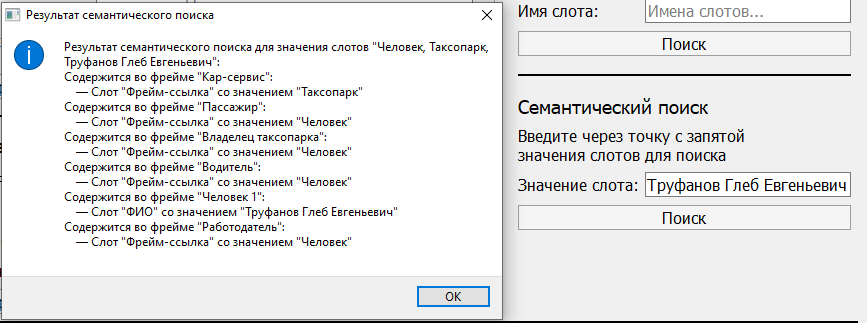 Результат семантического поиска
Результат семантического поиска для значения слотов "Человек, Таксопарк,
Труфанов Глеб Евгеньевич":
Содержится во фрейме "Кар-сервис":
— Слот "Фрейм-ссылка" со значением "Таксопарк"
Содержится во фрейме "Пассажир":
— Слот "Фрейм-ссылка" со значением "Человек"
Содержится во фрейме "Владелец таксопарка":
— Слот "Фрейм-ссылка" со значением "Человек"
Содержится во фрейме "Водитель":
— Слот "Фрейм-ссылка" со значением "Человек"
Содержится во фрейме "Человек 1":
— Слот "ФИО" со значением "Труфанов Глеб Евгеньевич"
Содержится во фрейме "Работодатель":
— Слот "Фрейм-ссылка" со значением "Человек"
OK
Имя слота: Имена слотов...
Поиск
Семантический поиск
Введите через точку с запятой
значения слотов для поиска
Значение слота: Труфанов Глеб Евгеньевич
Поиск